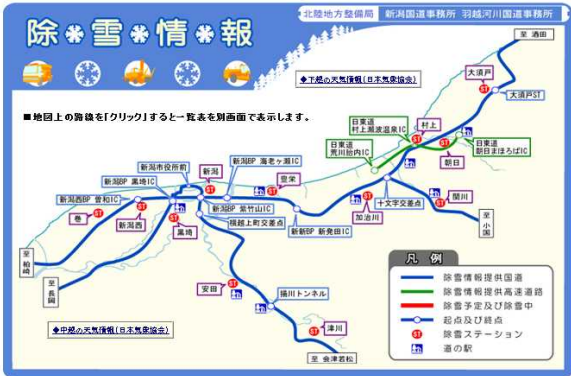 北陸地方整備局 新潟国道事務所 羽越河川国道事務所
除雪情報
至 酒田
◆下越の天気情報(日本気象協会)
大須戸
ST
大須戸ST
■地図上の路線を「クリック」すると一覧表を別画面で表示します。
日東道
村上瀬波温泉IC
村上
ST
日東道
荒川胎内IC
日東道
朝日まほろばIC
朝日
ST
新潟市役所前
新潟
ST
新潟BP 海老ヶ瀬IC
豊栄
ST
新潟BP 黒埼IC
新潟西BP 曽和IC
新潟BP 紫竹山IC
横越上町交差点
新新BP 新発田IC
十文字交差点
加治川
ST
関川
ST
至 小国
巻
ST
新潟西
ST
黒埼
ST
至 柏崎
至 長岡
安田
ST
揚川トンネル
津川
ST
至 会津若松
◆中越の天気情報(日本気象協会)
凡例
除雪情報提供国道
除雪情報提供高速道路
除雪予定及び除雪中
起点及び終点
ST 除雪ステーション
道の駅